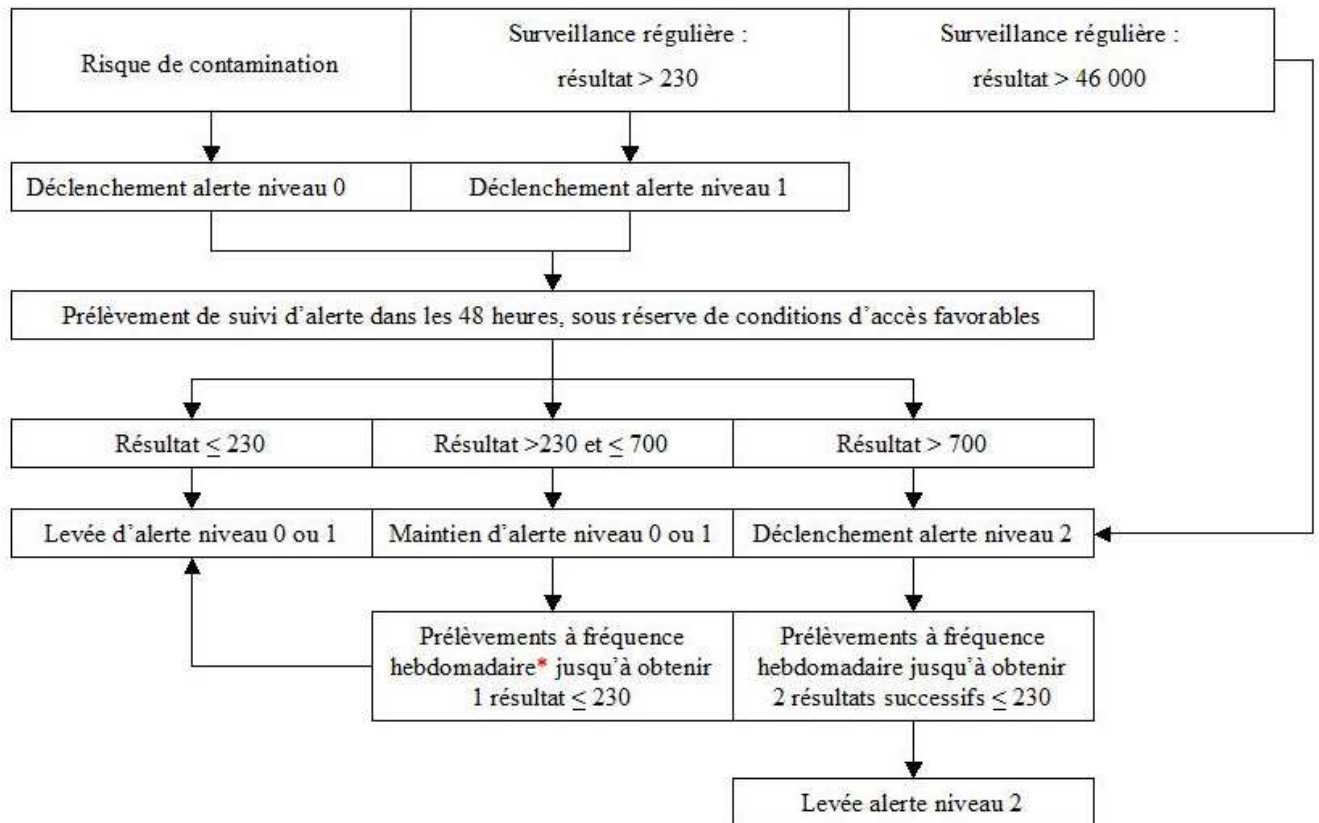 Risque de contamination
Surveillance régulière :
résultat > 230
Surveillance régulière :
résultat > 46 000
Déclenchement alerte niveau 0
Déclenchement alerte niveau 1
Prélèvement de suivi d’alerte dans les 48 heures, sous réserve de conditions d’accès favorables
Résultat ≤ 230
Résultat >230 et ≤ 700
Résultat > 700
Levée d’alerte niveau 0 ou 1
Maintien d’alerte niveau 0 ou 1
Déclenchement alerte niveau 2
Prélèvements à fréquence
hebdomadaire* jusqu’à obtenir
1 résultat ≤ 230
Prélèvements à fréquence
hebdomadaire jusqu’à obtenir
2 résultats successifs ≤ 230
Levée alerte niveau 2